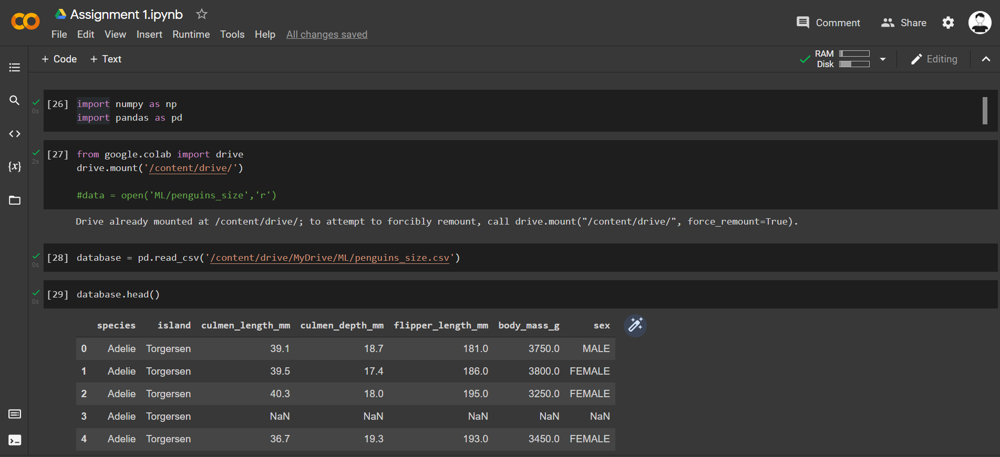 Assignment 1.ipynb
File Edit View Insert Runtime Tools Help All changes saved
Comment Share
+ Code + Text
RAM
Disk
Editing
[26] import numpy as np
0s
import pandas as pd
[27] from google.colab import drive
2s
drive.mount('/content/drive/')
#data = open('ML/penguins_size','r')
Drive already mounted at /content/drive/; to attempt to forcibly remount, call drive.mount("/content/drive/", force_remount=True).
[28] database = pd.read_csv('/content/drive/MyDrive/ML/penguins_size.csv')
0s
[29] database.head()
0s
species island culmen_length_mm culmen_depth_mm flipper_length_mm body_mass_g sex
0 Adelie Torgersen 39.1 18.7 181.0 3750.0 MALE
1 Adelie Torgersen 39.5 17.4 186.0 3800.0 FEMALE
2 Adelie Torgersen 40.3 18.0 195.0 3250.0 FEMALE
3 Adelie Torgersen NaN NaN NaN NaN NaN
4 Adelie Torgersen 36.7 19.3 193.0 3450.0 FEMALE